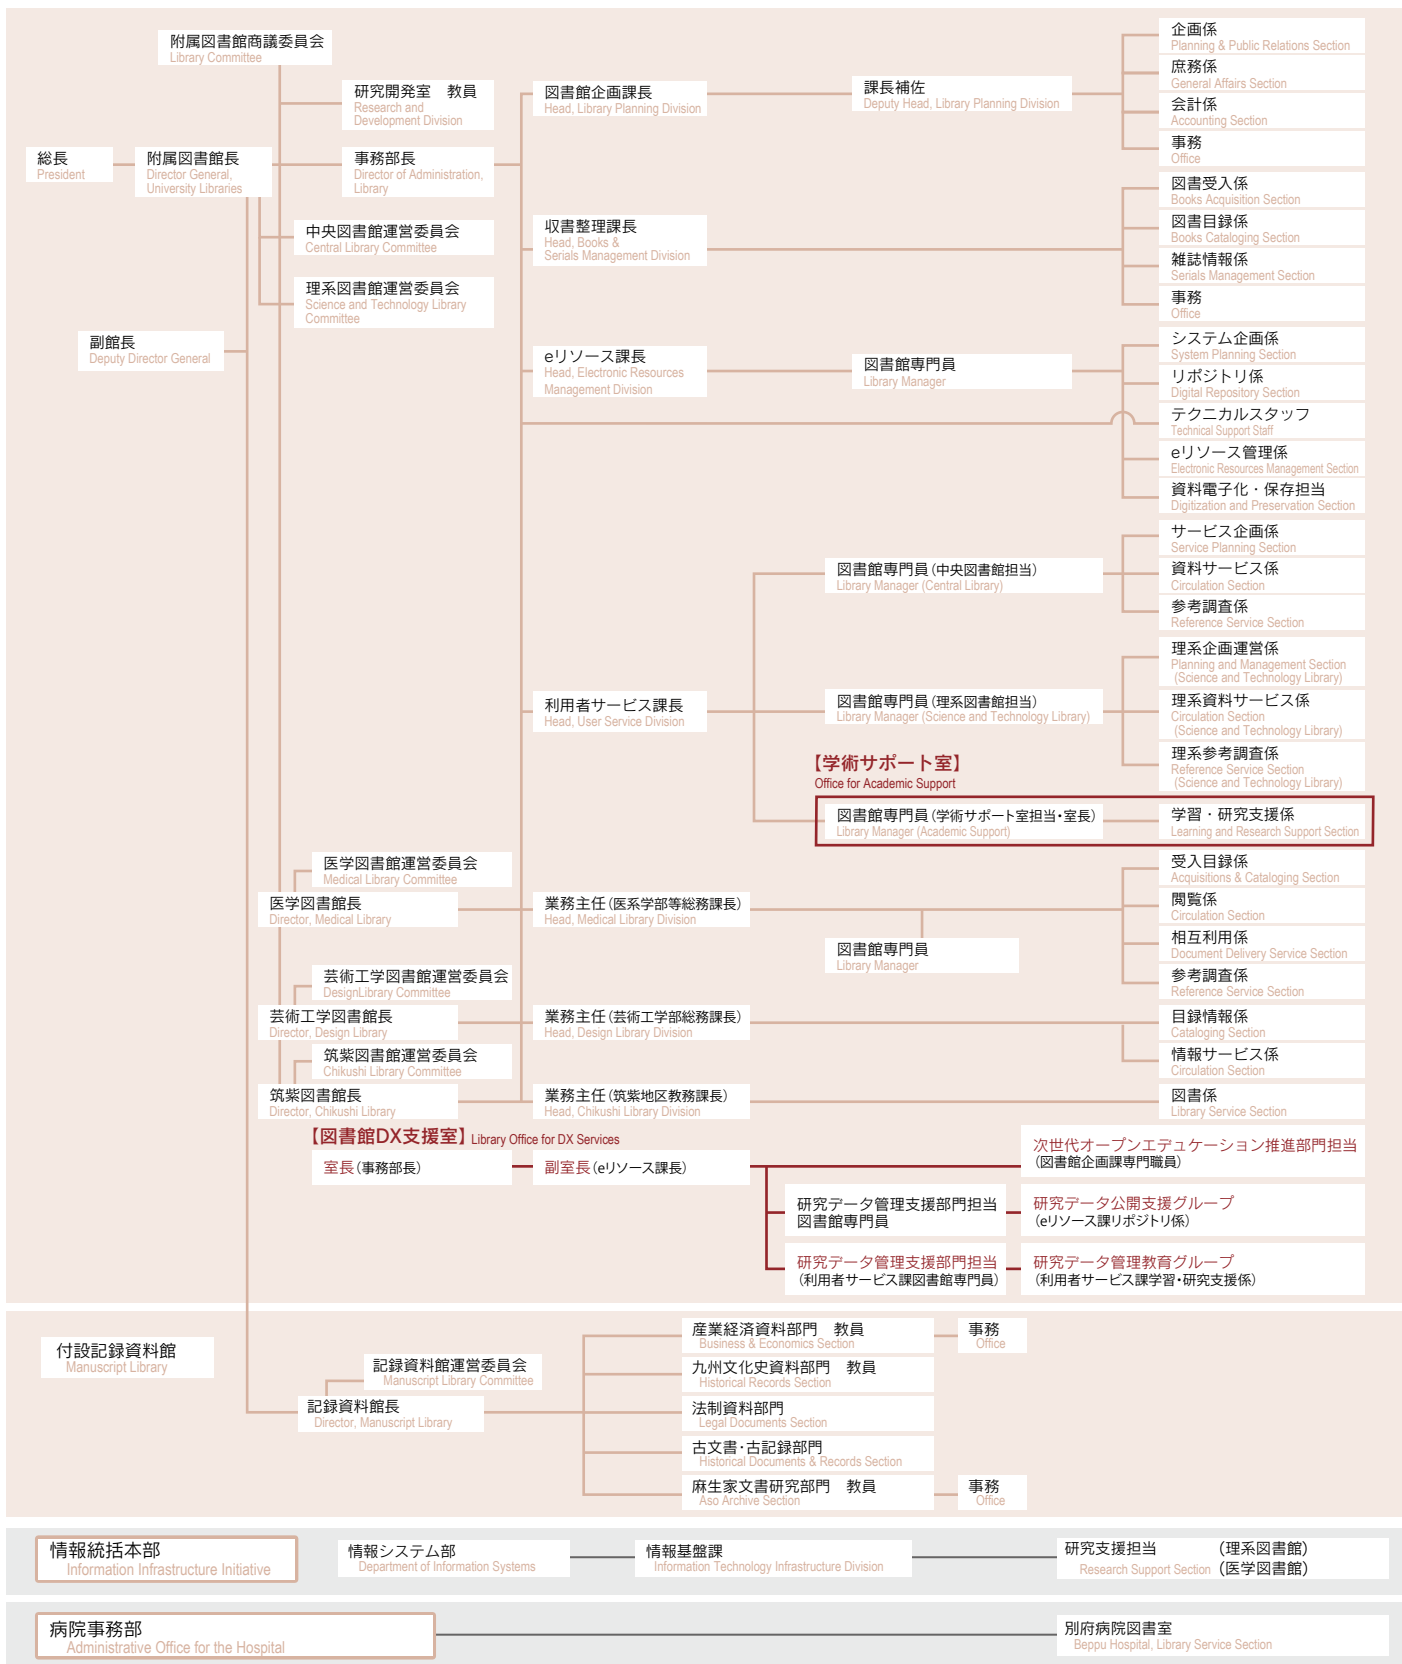 附属図書館商議委員会
Library Committee
研究開発室　教員
Research and
Development Division
総長
President
附属図書館長
Director General,
University Libraries
事務部長
Director of Administration,
Library
中央図書館運営委員会
Central Library Committee
理系図書館運営委員会
Science and Technology Library
Committee
副館長
Deputy Director General
図書館企画課長
Head, Library Planning Division
課長補佐
Deputy Head, Library Planning Division
企画係
Planning & Public Relations Section
庶務係
General Affairs Section
会計係
Accounting Section
事務
Office
収書整理課長
Head, Books &
Serials Management Division
図書受入係
Books Acquisition Section
図書目録係
Books Cataloging Section
雑誌情報係
Serials Management Section
事務
Office
eリソース課長
Head, Electronic Resources
Management Division
図書館専門員
Library Manager
システム企画係
System Planning Section
リポジトリ係
Digital Repository Section
テクニカルスタッフ
Technical Support Staff
eリソース管理係
Electronic Resources Management Section
資料電子化・保存担当
Digitization and Preservation Section
利用者サービス課長
Head, User Service Division
図書館専門員(中央図書館担当)
Library Manager (Central Library)
サービス企画係
Service Planning Section
資料サービス係
Circulation Section
参考調査係
Reference Service Section
図書館専門員(理系図書館担当)
Library Manager (Science and Technology Library)
理系企画運営係
Planning and Management Section
(Science and Technology Library)
理系資料サービス係
Circulation Section
(Science and Technology Library)
理系参考調査係
Reference Service Section
(Science and Technology Library)
【学術サポート室】
Office for Academic Support
図書館専門員(学術サポート室担当・室長)
Library Manager (Academic Support)
学習・研究支援係
Learning and Research Support Section
医学図書館運営委員会
Medical Library Committee
医学図書館長
Director, Medical Library
業務主任(医系学部等総務課長)
Head, Medical Library Division
図書館専門員
Library Manager
受入目録係
Acquisitions & Cataloging Section
閲覧係
Circulation Section
相互利用係
Document Delivery Service Section
参考調査係
Reference Service Section
芸術工学図書館運営委員会
DesignLibrary Committee
芸術工学図書館長
Director, Design Library
業務主任(芸術工学部総務課長)
Head, Design Library Division
目録情報係
Cataloging Section
情報サービス係
Circulation Section
筑紫図書館運営委員会
Chikushi Library Committee
筑紫図書館長
Director, Chikushi Library
業務主任(筑紫地区教務課長)
Head, Chikushi Library Division
図書係
Library Service Section
【図書館DX支援室】Library Office for DX Services
室長(事務部長)
副室長(eリソース課長)
次世代オープンエデュケーション推進部門担当
(図書館企画課専門職員)
研究データ管理支援部門担当
図書館専門員
研究データ公開支援グループ
(eリソース課リポジトリ係)
研究データ管理支援部門担当
(利用者サービス課図書館専門員)
研究データ管理教育グループ
(利用者サービス課学習・研究支援係)
付設記録資料館
Manuscript Library
記録資料館運営委員会
Manuscript Library Committee
記録資料館長
Director, Manuscript Library
産業経済資料部門　教員
Business & Economics Section
事務
Office
九州文化史資料部門　教員
Historical Records Section
法制資料部門
Legal Documents Section
古文書・古記録部門
Historical Documents & Records Section
麻生家文書研究部門　教員
Aso Archive Section
事務
Office
情報統括本部
Information Infrastructure Initiative
情報システム部
Department of Information Systems
情報基盤課
Information Technology Infrastructure Division
研究支援担当　(理系図書館)
Research Support Section (医学図書館)
病院事務部
Administrative Office for the Hospital
別府病院図書室
Beppu Hospital, Library Service Section